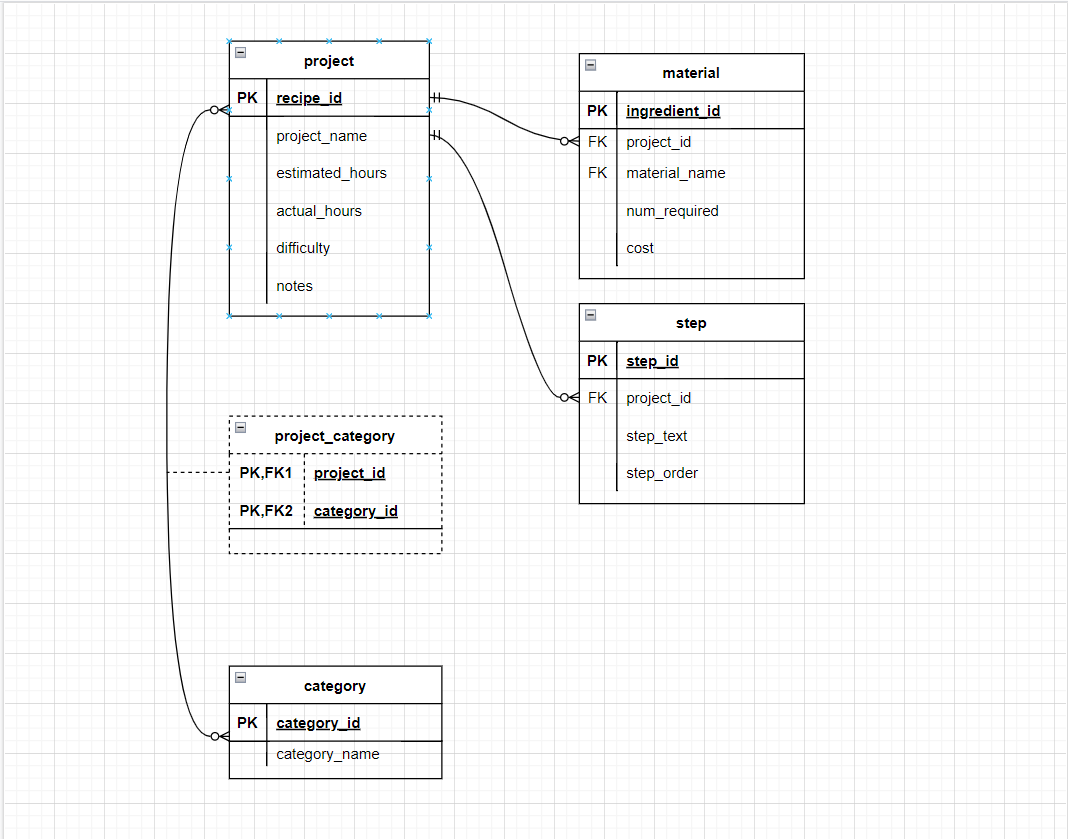 project
PK recipe_id
project_name
estimated_hours
actual_hours
difficulty
notes
material
PK ingredient_id
FK project_id
FK material_name
num_required
cost
step
PK step_id
FK project_id
step_text
step_order
project_category
PK,FK1 project_id
PK,FK2 category_id
category
PK category_id
category_name